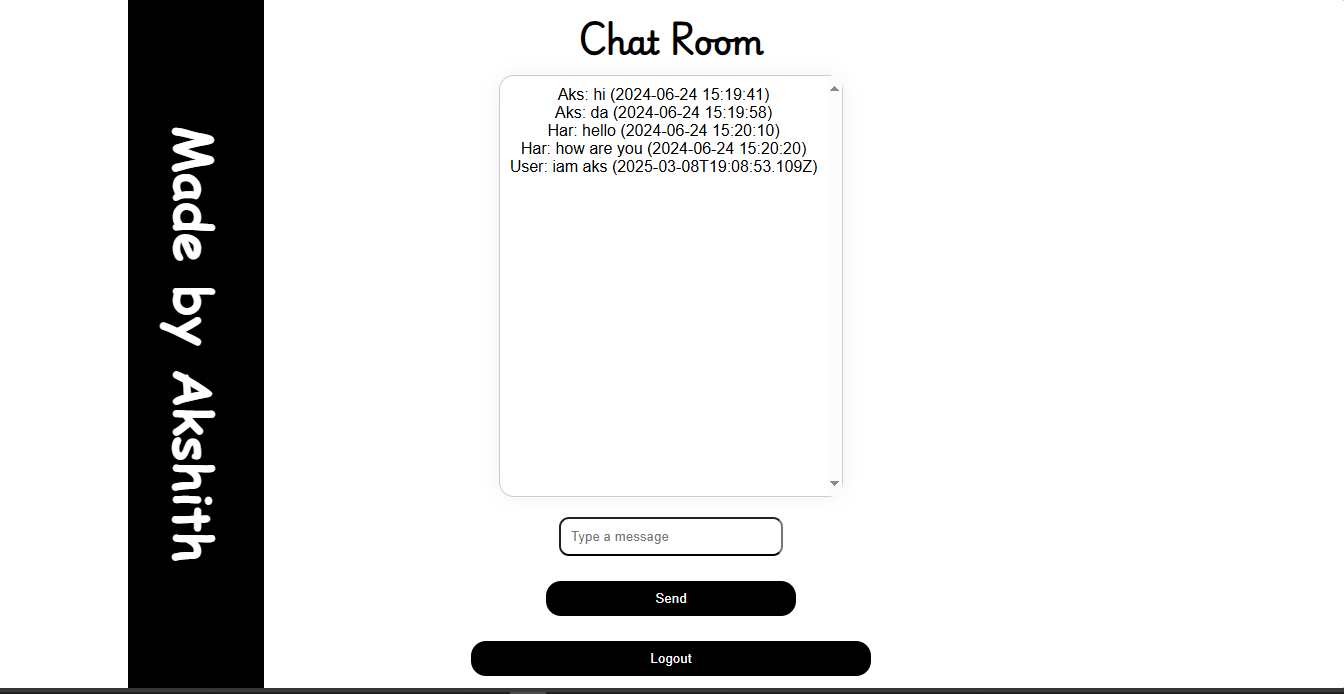 Made by Akshith
Chat Room
Aks: hi (2024-06-24 15:19:41)
Aks: da (2024-06-24 15:19:58)
Har: hello (2024-06-24 15:20:10)
Har: how are you (2024-06-24 15:20:20)
User: iam aks (2025-03-08T19:08:53.109Z)
Type a message
Send
Logout